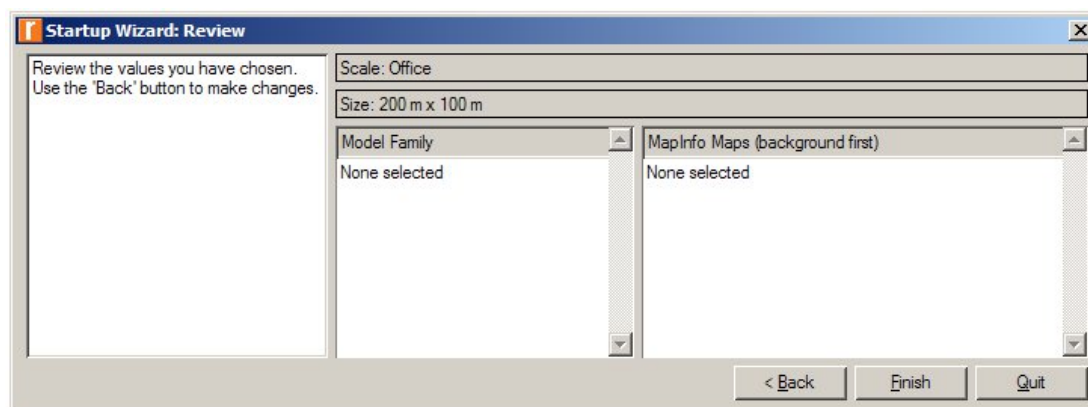 Startup Wizard: Review
Review the values you have chosen.
Use the "Back" button to make changes.
Scale: Office
Size: 200 m x 100 m
Model Family
None selected
MapInfo Maps (background first)
None selected
< Back
Finish
Quit